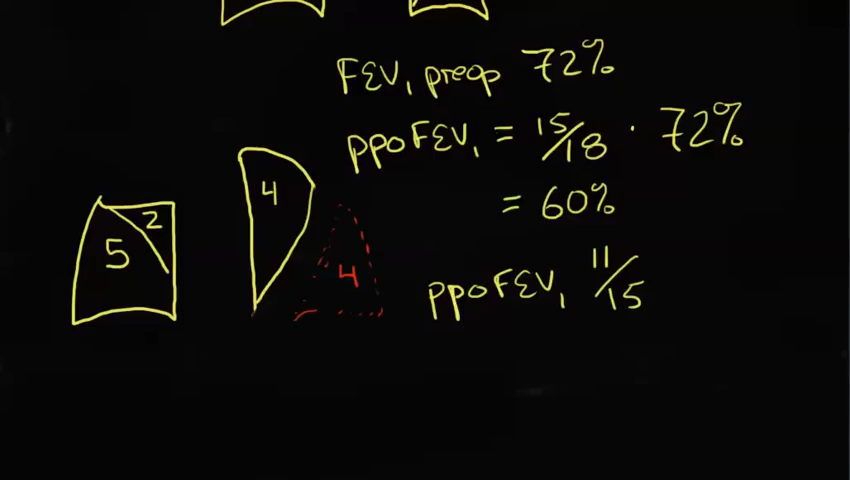 FEV₁ preop 72%
ppoFEV₁ = 15/18 · 72%
= 60%
4
2
5
4
ppoFEV₁ 11/15